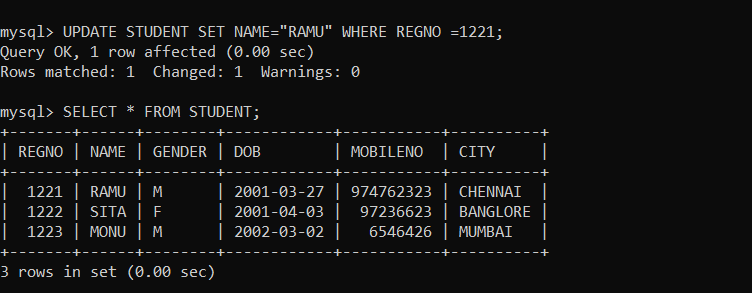 mysql> UPDATE STUDENT SET NAME="RAMU" WHERE REGNO =1221;
Query OK, 1 row affected (0.00 sec)
Rows matched: 1  Changed: 1  Warnings: 0
mysql> SELECT * FROM STUDENT;
+-------+------+--------+------------+-----------+----------+
| REGNO | NAME | GENDER | DOB        | MOBILENO  | CITY     |
+-------+------+--------+------------+-----------+----------+
|  1221 | RAMU | M      | 2001-03-27 | 974762323 | CHENNAI  |
|  1222 | SITA | F      | 2001-04-03 |  97236623 | BANGLORE |
|  1223 | MONU | M      | 2002-03-02 |   6546426 | MUMBAI   |
+-------+------+--------+------------+-----------+----------+
3 rows in set (0.00 sec)